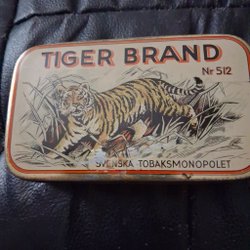 TIGER BRAND
Nr 512
SVENSKA TOBAKSMONOPOLET